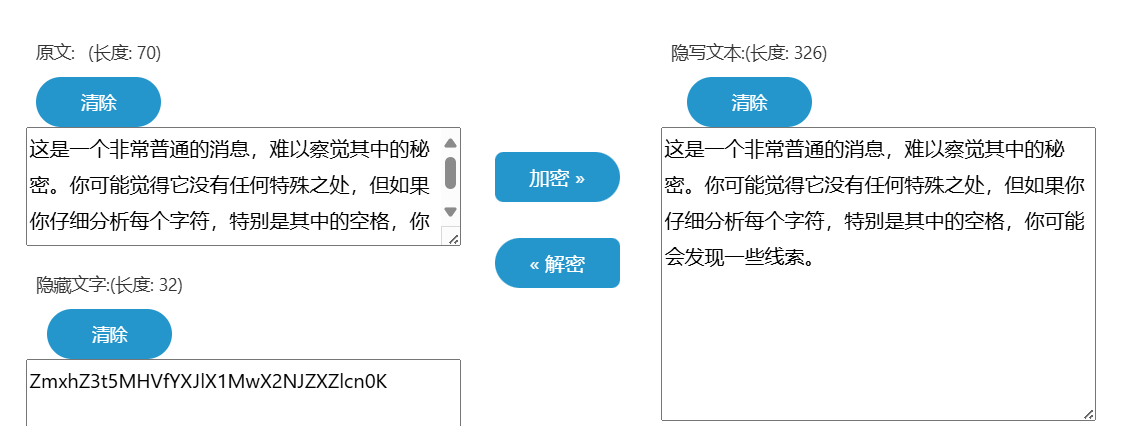 原文: (长度: 70)
清除
这是一个非常普通的消息，难以察觉其中的秘
密。你可能觉得它没有任何特殊之处，但如果
你仔细分析每个字符，特别是其中的空格，你
隐藏文字:(长度: 32)
清除
ZmxhZ3t5MHVfYXJlX1MwX2NJZXZlcn0K
加密 »
« 解密
隐写文本:(长度: 326)
清除
这是一个非常普通的消息，难以察觉其中的秘
密。你可能觉得它没有任何特殊之处，但如果你
仔细分析每个字符，特别是其中的空格，你可能
会发现一些线索。